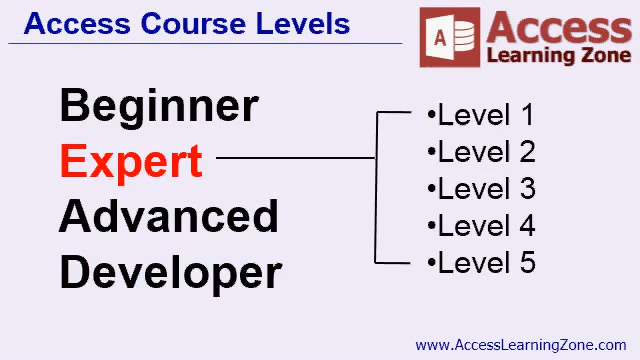 Access Course Levels
A
Access
Learning Zone
Beginner
Expert
Advanced
Developer
•Level 1
•Level 2
•Level 3
•Level 4
•Level 5
www.AccessLearningZone.com